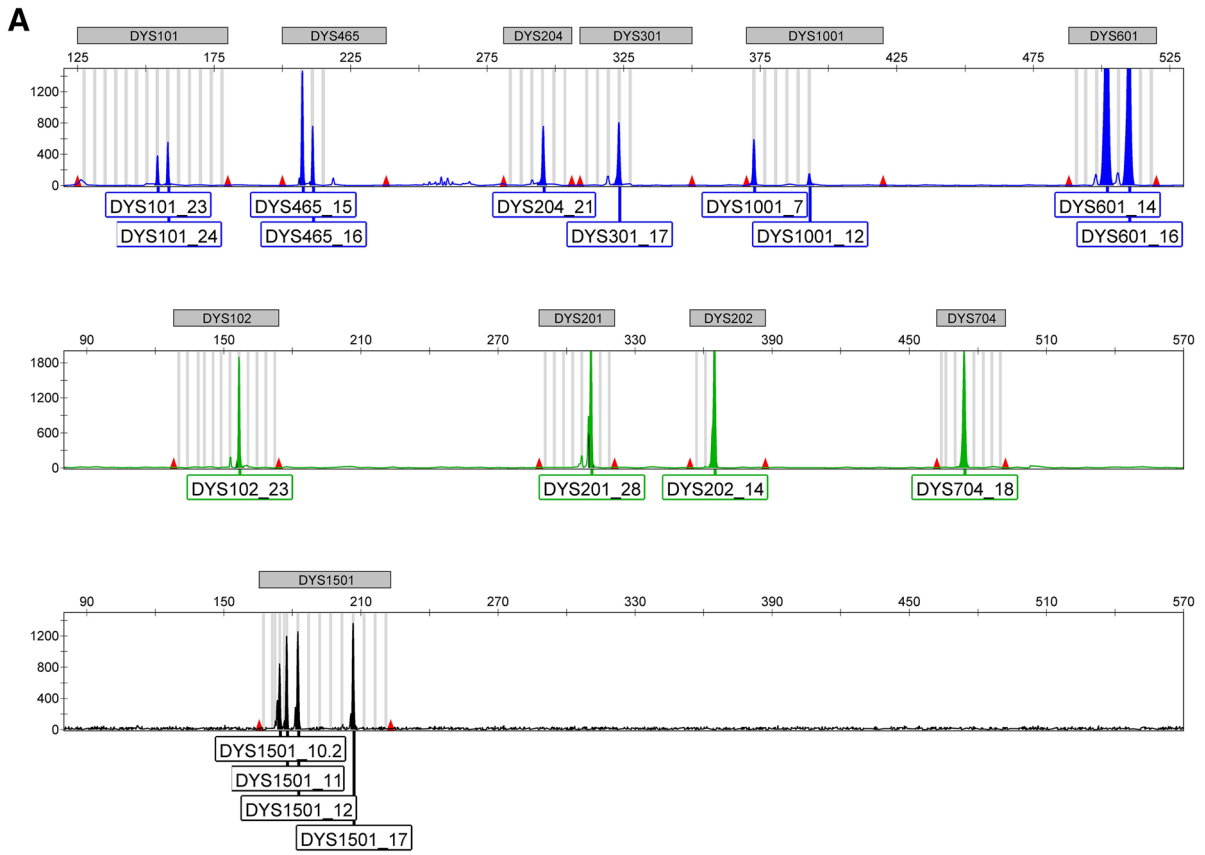 A
DYS101 DYS465 DYS204 DYS301 DYS1001 DYS601
125 175 225 275 325 375 425 475 525
1200
800
400
0
DYS101_23 DYS465_15 DYS204_21 DYS1001_7 DYS601_14
DYS101_24 DYS465_16 DYS301_17 DYS1001_12 DYS601_16
DYS102 DYS201 DYS202 DYS704
90 150 210 270 330 390 450 510 570
1800
1200
600
0
DYS102_23 DYS201_28 DYS202_14 DYS704_18
DYS1501
90 150 210 270 330 390 450 510 570
1200
800
400
0
DYS1501_10.2
DYS1501_11
DYS1501_12
DYS1501_17